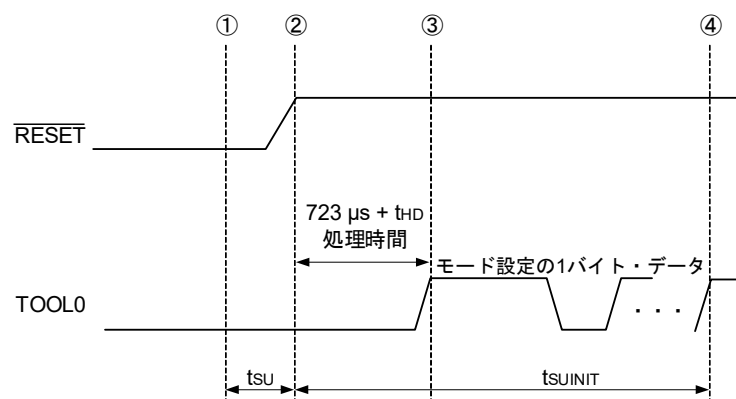 ① ② ③ ④
RESET
723 µs + tHD
処理時間
モード設定の1バイト・データ
TOOL0
・・・
tSU tSUINIT